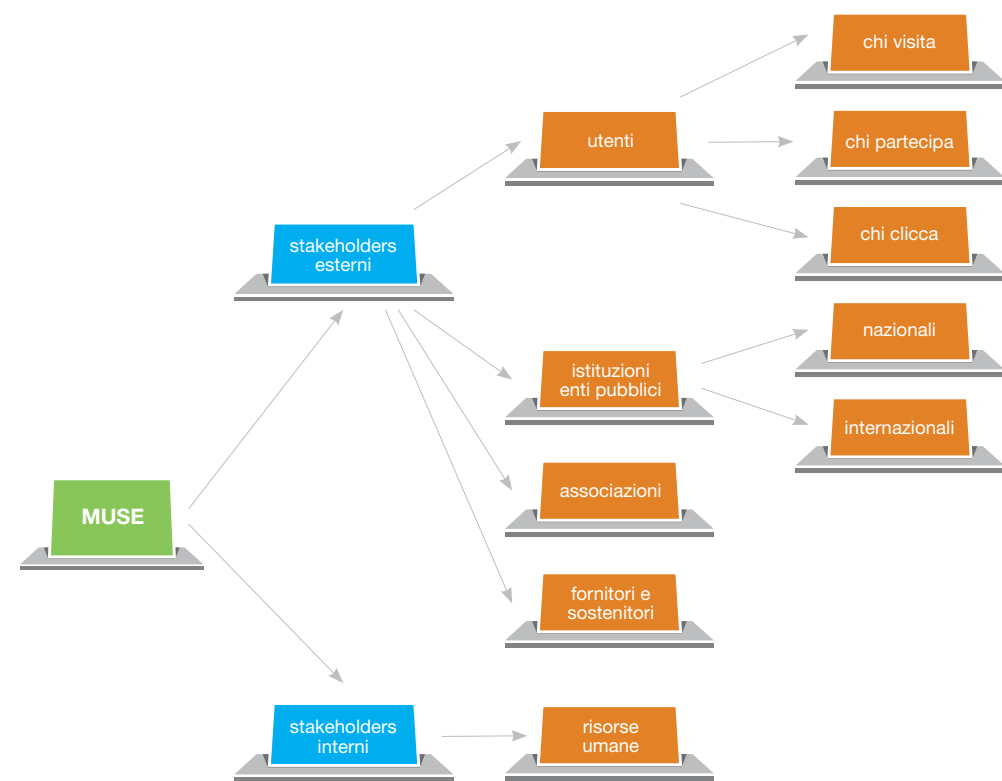 chi visita
utenti
chi partecipa
chi clicca
stakeholders
esterni
nazionali
istituzioni
enti pubblici
internazionali
associazioni
MUSE
fornitori e
sostenitori
stakeholders
interni
risorse
umane